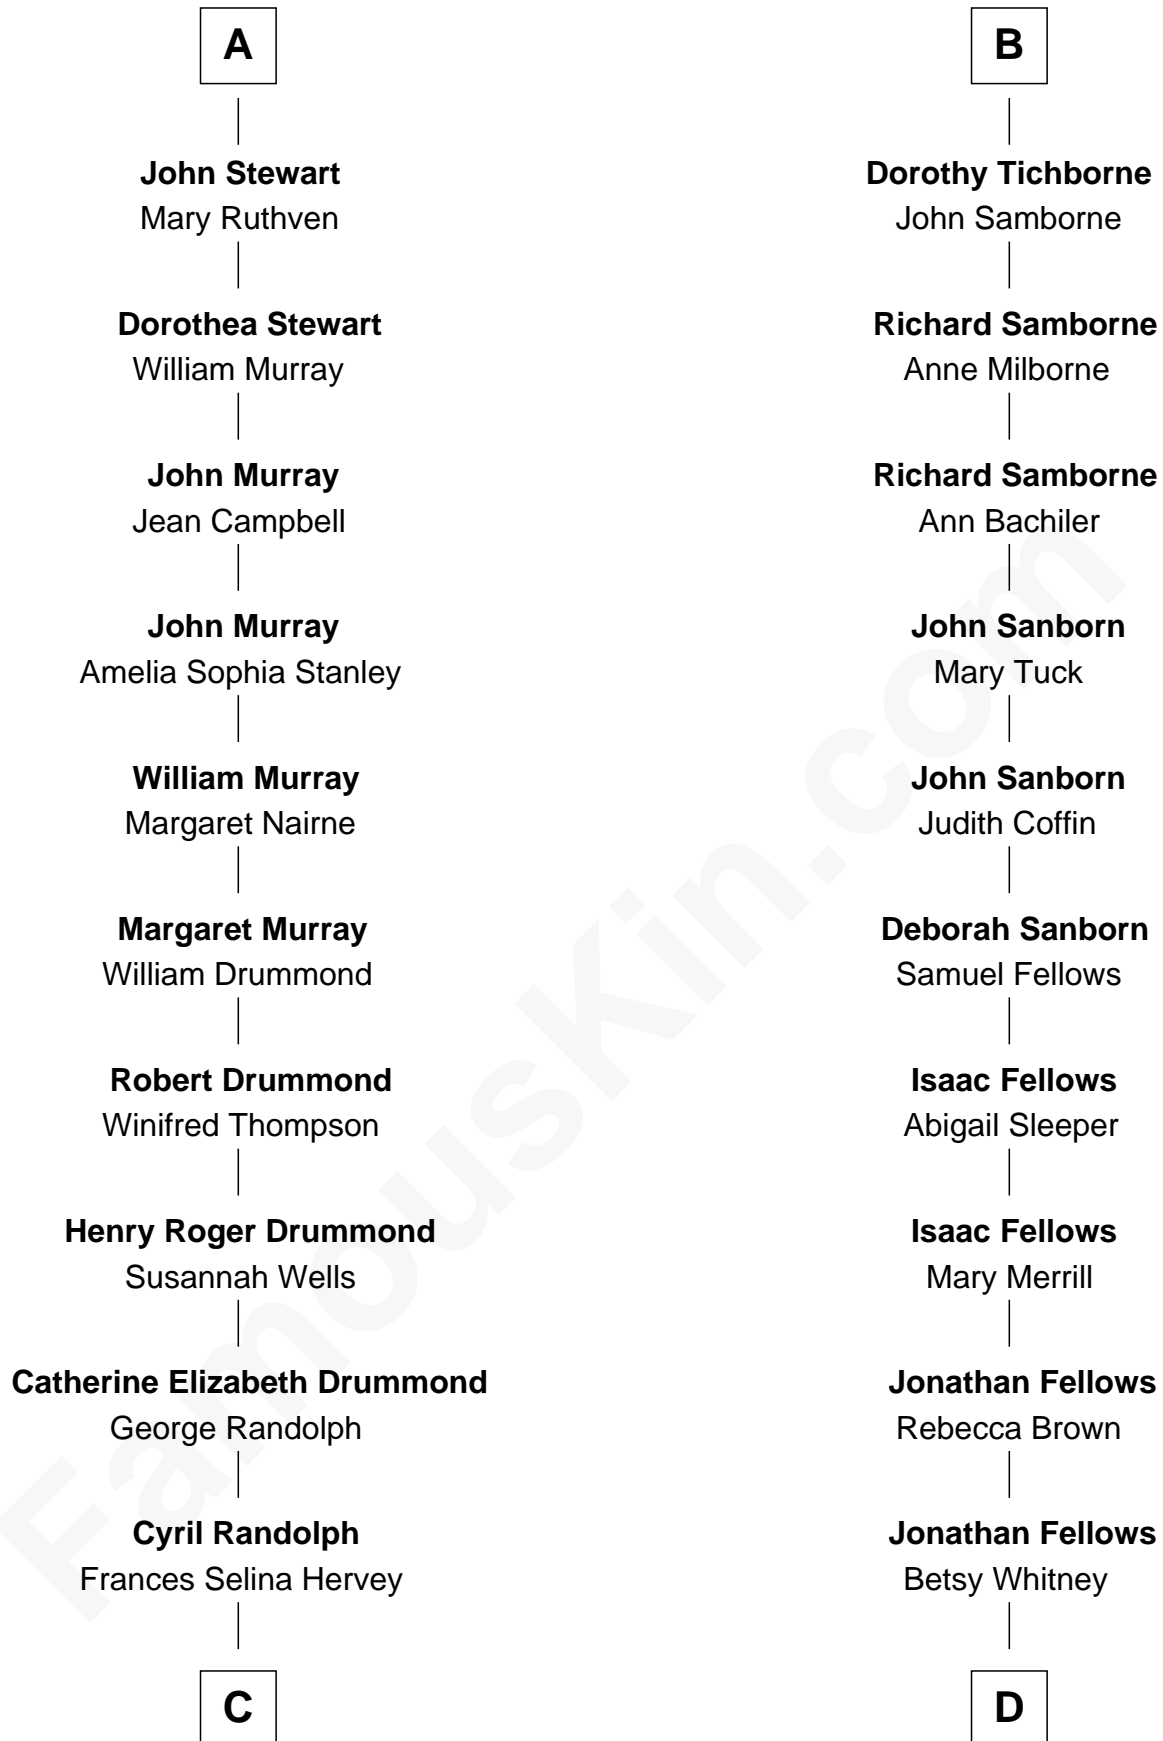 A
John Stewart
Mary Ruthven
Dorothea Stewart
William Murray
John Murray
Jean Campbell
John Murray
Amelia Sophia Stanley
William Murray
Margaret Nairne
Margaret Murray
William Drummond
Robert Drummond
Winifred Thompson
Henry Roger Drummond
Susannah Wells
Catherine Elizabeth Drummond
George Randolph
Cyril Randolph
Frances Selina Hervey
C
B
Dorothy Tichborne
John Samborne
Richard Samborne
Anne Milborne
Richard Samborne
Ann Bachiler
John Sanborn
Mary Tuck
John Sanborn
Judith Coffin
Deborah Sanborn
Samuel Fellows
Isaac Fellows
Abigail Sleeper
Isaac Fellows
Mary Merrill
Jonathan Fellows
Rebecca Brown
Jonathan Fellows
Betsy Whitney
D
FamousKin.com